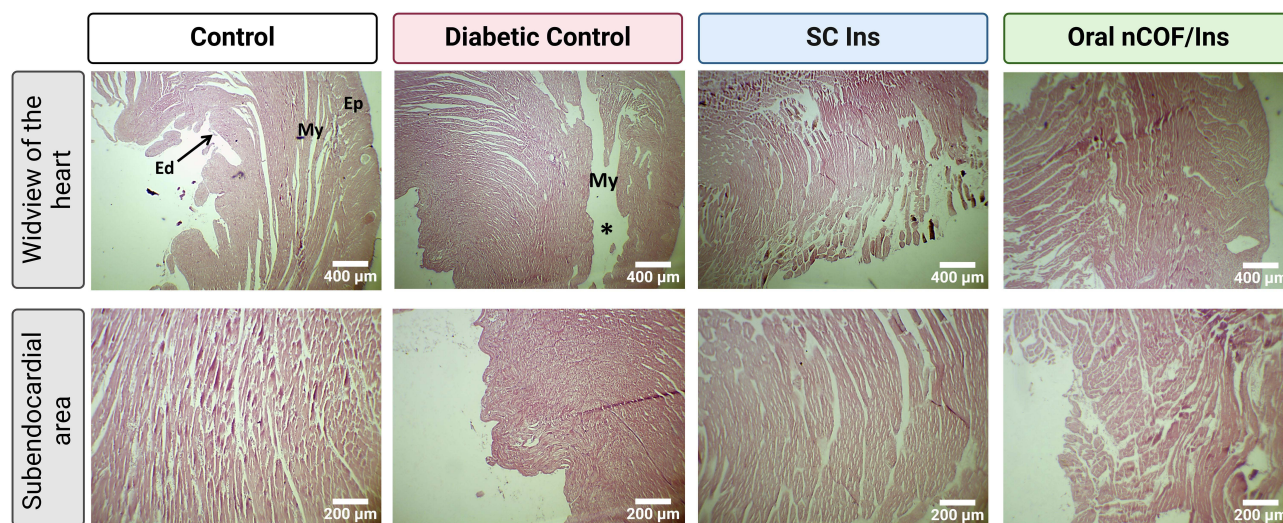 Control
Diabetic Control
SC Ins
Oral nCOF/Ins
Widview of the
heart
Ed
My
Ep
400 µm
My
*
400 µm
400 µm
400 µm
Subendocardial
area
200 µm
200 µm
200 µm
200 µm